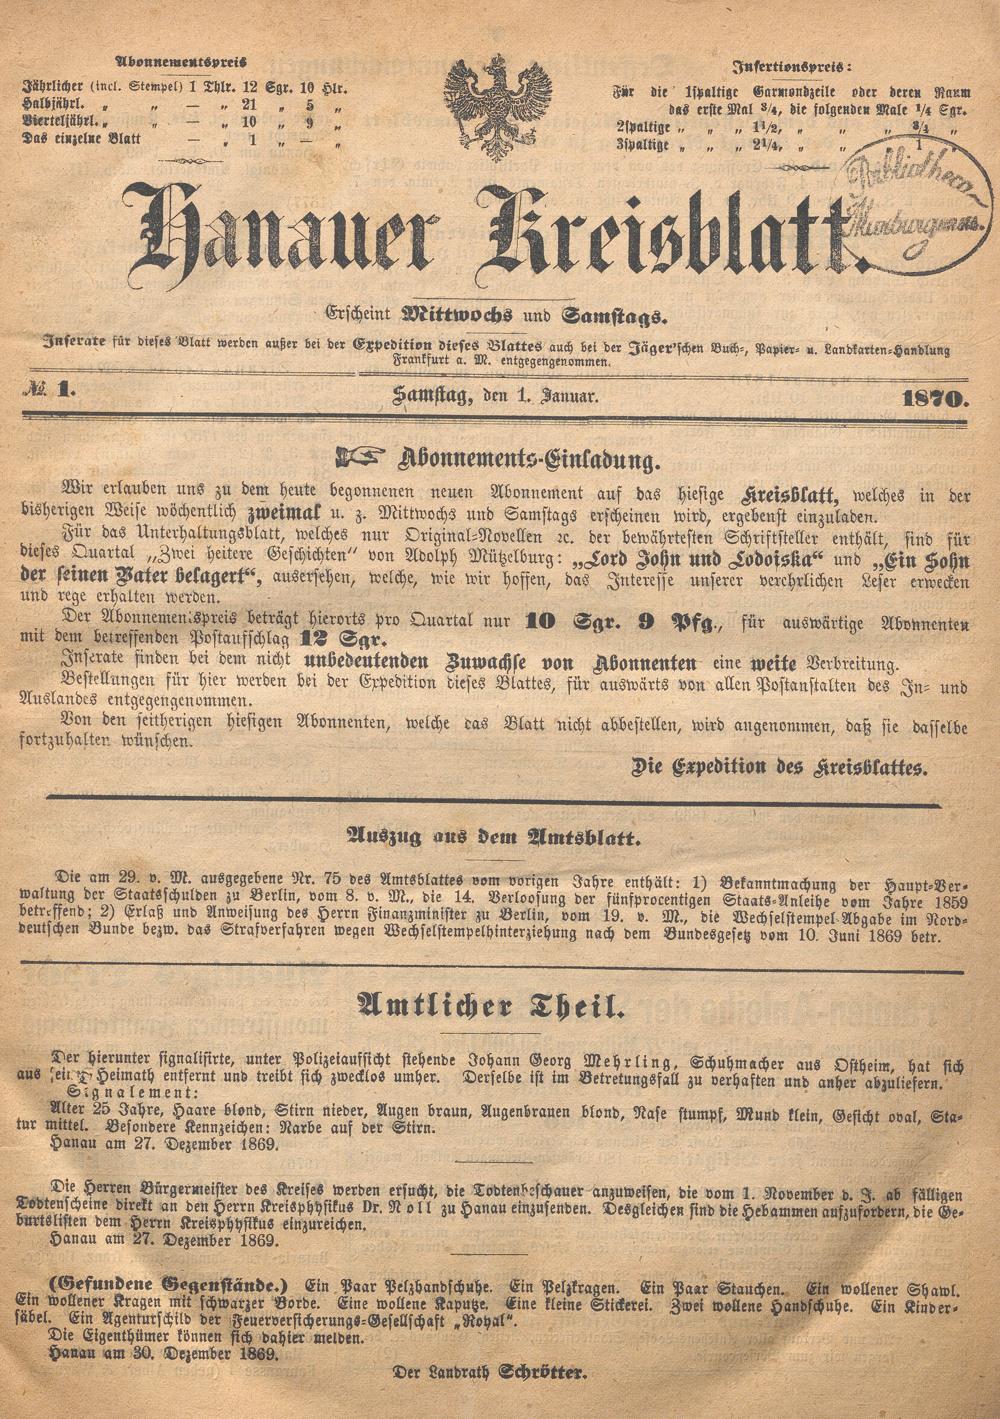 Abonnementspreis
Jährlicher (incl. Stempel) 1 Thlr. 12 Sgr. 10 Hlr.
Halbjährl. „ „ — „ 21 „ 5 „
Vierteljährl. „ „ — „ 10 „ 9 „
Das einzelne Blatt — „ 1 „ — „
Insertionspreis:
Für die 1spaltige Garmondzeile oder deren Raum
das erste Mal ¾, die folgenden Male ¼ Sgr.
2spaltige „ „ „ 1½, „ „ „ ¾ „
3spaltige „ „ „ 2¼, „ „ „ 1 „
Bibliotheca
Marburgensis.
Hanauer Kreisblatt.
Erscheint Mittwochs und Samstags.
Inserate für dieses Blatt werden außer bei der Expedition dieses Blattes auch bei der Jäger'schen Buch-, Papier- u. Landkarten-Handlung
Frankfurt a. M. entgegengenommen.
№ 1.
Samstag, den 1. Januar.
1870.
☞ Abonnements-Einladung.
Wir erlauben uns zu dem heute begonnenen neuen Abonnement auf das hiesige Kreisblatt, welches in der
bisherigen Weise wöchentlich zweimal u. z. Mittwochs und Samstags erscheinen wird, ergebenst einzuladen.
Für das Unterhaltungsblatt, welches nur Original-Novellen ꝛc. der bewährtesten Schriftsteller enthält, sind für
dieses Quartal „Zwei heitere Geschichten“ von Adolph Mützelburg: „Lord John und Lodoiska“ und „Ein Sohn
der seinen Vater belagert“, ausersehen, welche, wie wir hoffen, das Interesse unserer verehrlichen Leser erwecken
und rege erhalten werden.
Der Abonnementspreis beträgt hierorts pro Quartal nur 10 Sgr. 9 Pfg., für auswärtige Abonnenten
mit dem betreffenden Postaufschlag 12 Sgr.
Inserate finden bei dem nicht unbedeutenden Zuwachse von Abonnenten eine weite Verbreitung.
Bestellungen für hier werden bei der Expedition dieses Blattes, für auswärts von allen Postanstalten des In- und
Auslandes entgegengenommen.
Von den seitherigen hiesigen Abonnenten, welche das Blatt nicht abbestellen, wird angenommen, daß sie dasselbe
fortzuhalten wünschen.
Die Expedition des Kreisblattes.
Auszug aus dem Amtsblatt.
Die am 29. v. M. ausgegebene Nr. 75 des Amtsblattes vom vorigen Jahre enthält: 1) Bekanntmachung der Haupt-Ver-
waltung der Staatsschulden zu Berlin, vom 8. v. M., die 14. Verloosung der fünfprocentigen Staats-Anleihe vom Jahre 1859
betreffend; 2) Erlaß und Anweisung des Herrn Finanzminister zu Berlin, vom 19. v. M., die Wechselstempel-Abgabe im Nord-
deutschen Bunde bezw. das Strafverfahren wegen Wechselstempelhinterziehung nach dem Bundesgesetz vom 10. Juni 1869 betr.
Amtlicher Theil.
Der hierunter signalisirte, unter Polizeiaufsicht stehende Johann Georg Mehrling, Schuhmacher aus Ostheim, hat sich
aus seiner Heimath entfernt und treibt sich zwecklos umher. Derselbe ist im Betretungsfall zu verhaften und anher abzuliefern.
Signalement:
Alter 25 Jahre, Haare blond, Stirn nieder, Augen braun, Augenbrauen blond, Nase stumpf, Mund klein, Gesicht oval, Sta-
tur mittel. Besondere Kennzeichen: Narbe auf der Stirn.
Hanau am 27. Dezember 1869.
Die Herren Bürgermeister des Kreises werden ersucht, die Todtenbeschauer anzuweisen, die vom 1. November d. J. ab fälligen
Todtenscheine direkt an den Herrn Kreisphysikus Dr. Noll zu Hanau einzusenden. Desgleichen sind die Hebammen aufzufordern, die Ge-
burtslisten dem Herrn Kreisphysikus einzureichen.
Hanau am 27. Dezember 1869.
(Gefundene Gegenstände.) Ein Paar Pelzhandschuhe. Ein Pelzkragen. Ein Paar Stauchen. Ein wollener Shawl.
Ein wollener Kragen mit schwarzer Borde. Eine wollene Kaputze. Eine kleine Stickerei. Zwei wollene Handschuhe. Ein Kinder-
säbel. Ein Agenturschild der Feuerversicherungs-Gesellschaft „Royal“.
Die Eigenthümer können sich dahier melden.
Hanau am 30. Dezember 1869.
Der Landrath Schrötter.